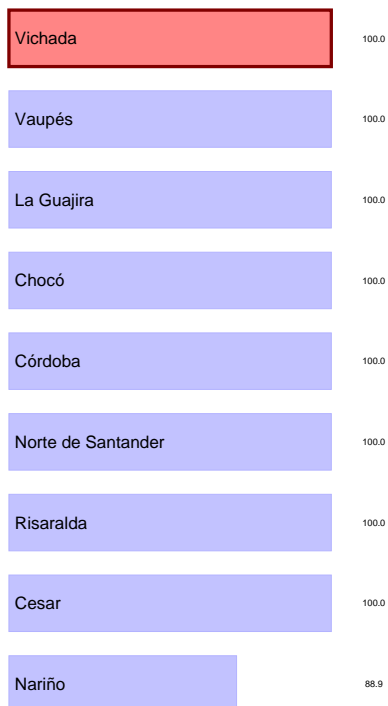 Vichada 100.0
Vaupés 100.0
La Guajira 100.0
Chocó 100.0
Córdoba 100.0
Norte de Santander 100.0
Risaralda 100.0
Cesar 100.0
Nariño 88.9